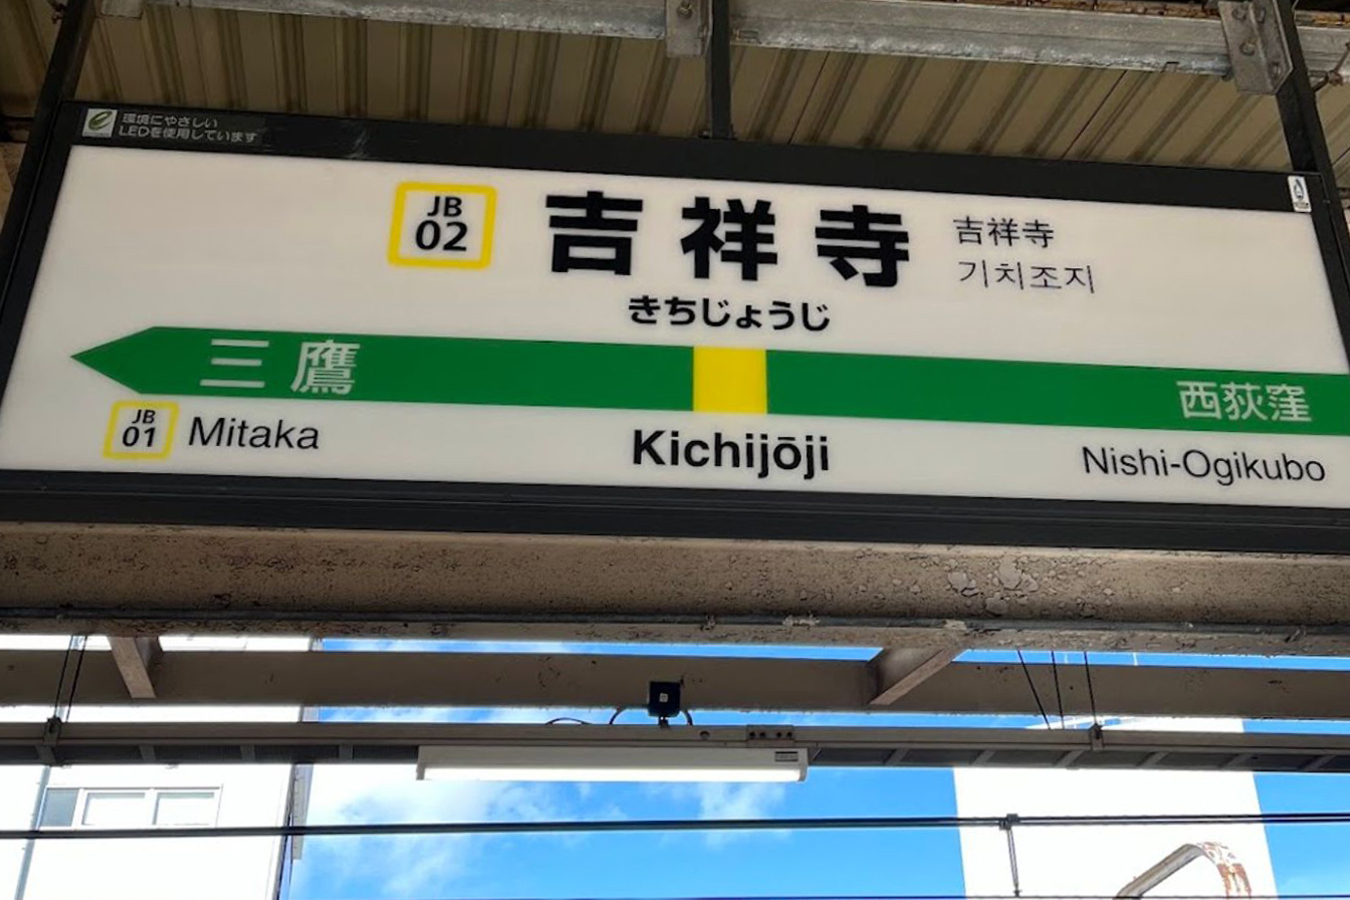 環境にやさしい
LEDを使用しています
JB
02
吉祥寺
吉祥寺
기치조지
きちじょうじ
三鷹
西荻窪
JB
01
Mitaka
Kichijōji
Nishi-Ogikubo